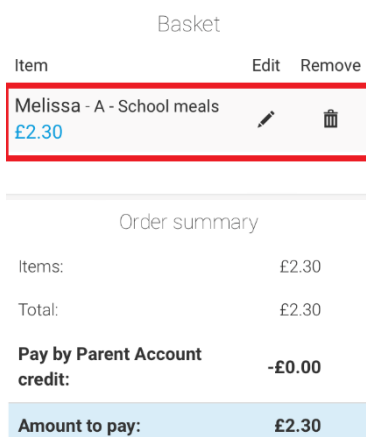 Basket
Item Edit Remove
Melissa - A - School meals
£2.30
Order summary
Items: £2.30
Total: £2.30
Pay by Parent Account
credit: -£0.00
Amount to pay: £2.30